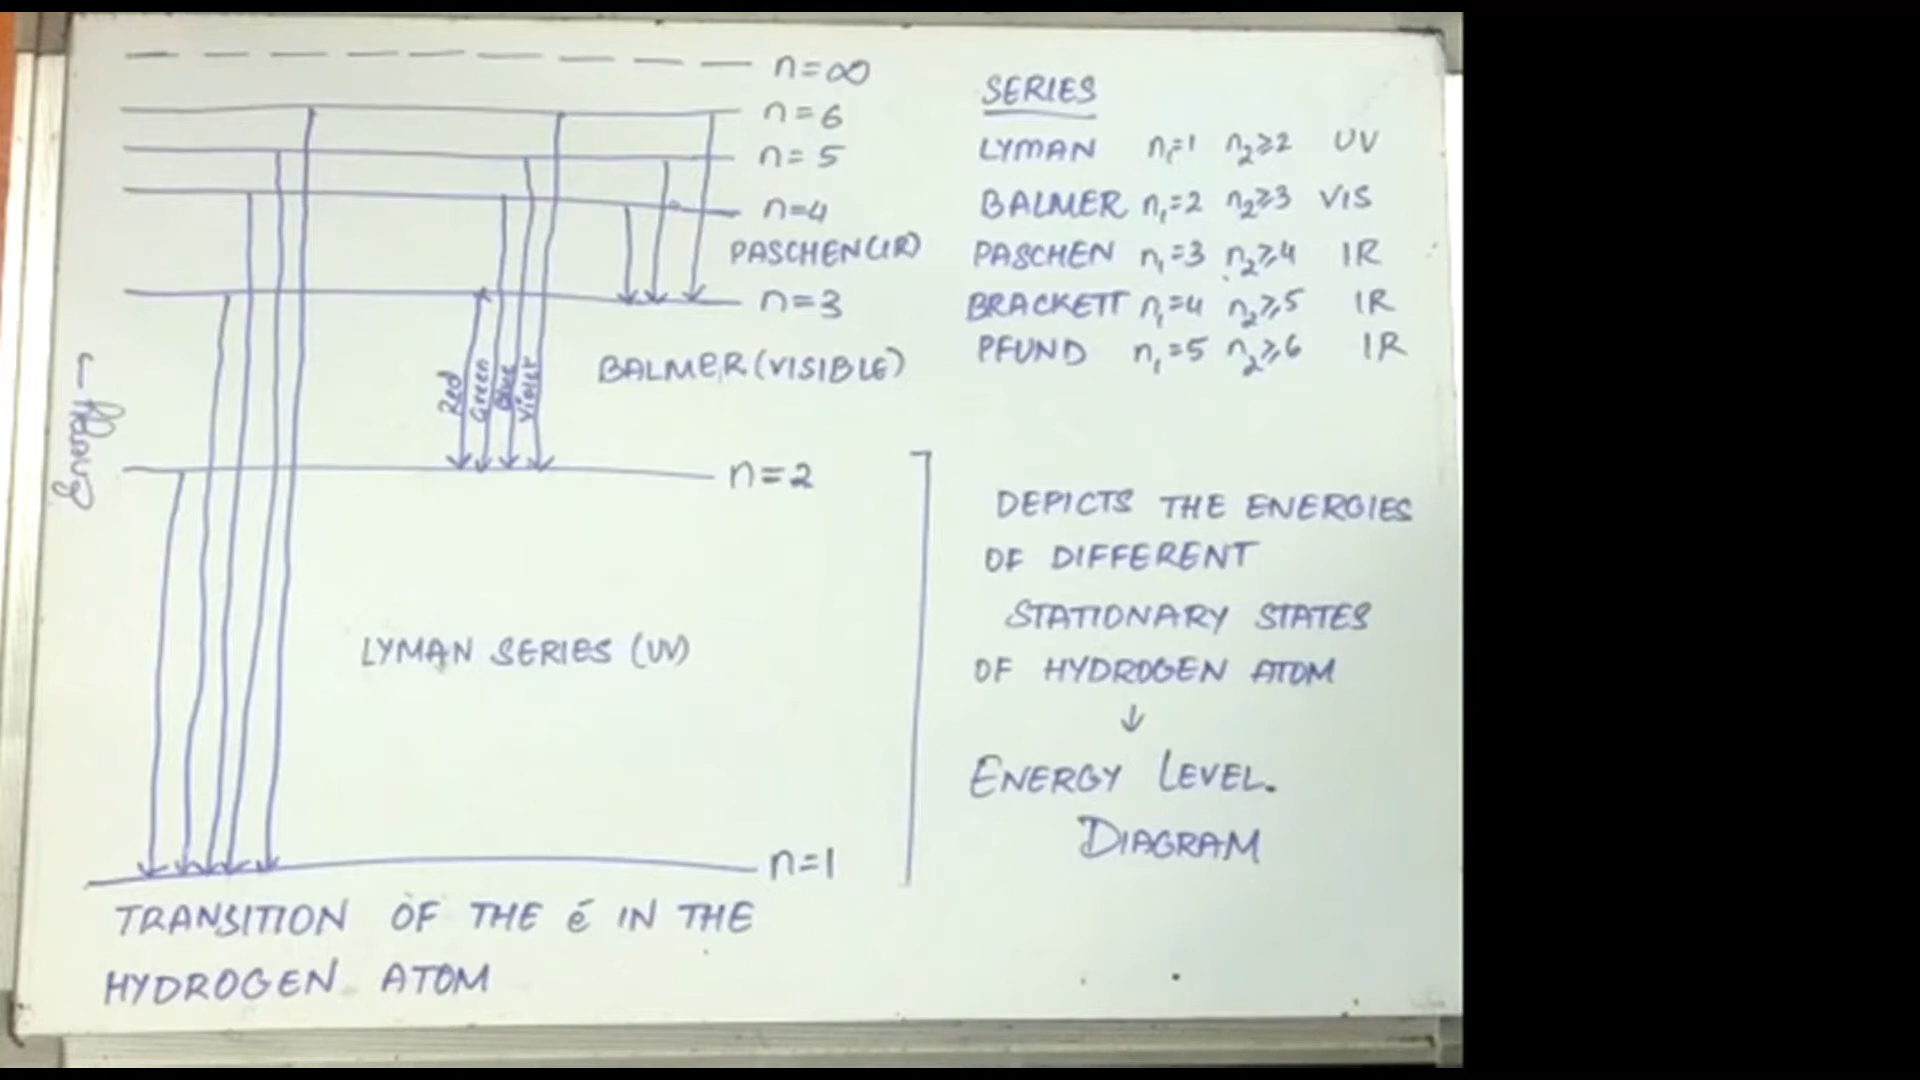 n=∞
n=6
n=5
n=4
PASCHEN(IR)
n=3
BALMER(VISIBLE)
Red
Green
Blue
Violet
Energy →
n=2
LYMAN SERIES (UV)
n=1
TRANSITION OF THE e⁻ IN THE
HYDROGEN ATOM
SERIES
LYMAN n₁=1 n₂≥2 UV
BALMER n₁=2 n₂≥3 VIS
PASCHEN n₁=3 n₂≥4 IR
BRACKETT n₁=4 n₂≥5 IR
PFUND n₁=5 n₂≥6 IR
DEPICTS THE ENERGIES
OF DIFFERENT
STATIONARY STATES
OF HYDROGEN ATOM
↓
ENERGY LEVEL.
DIAGRAM